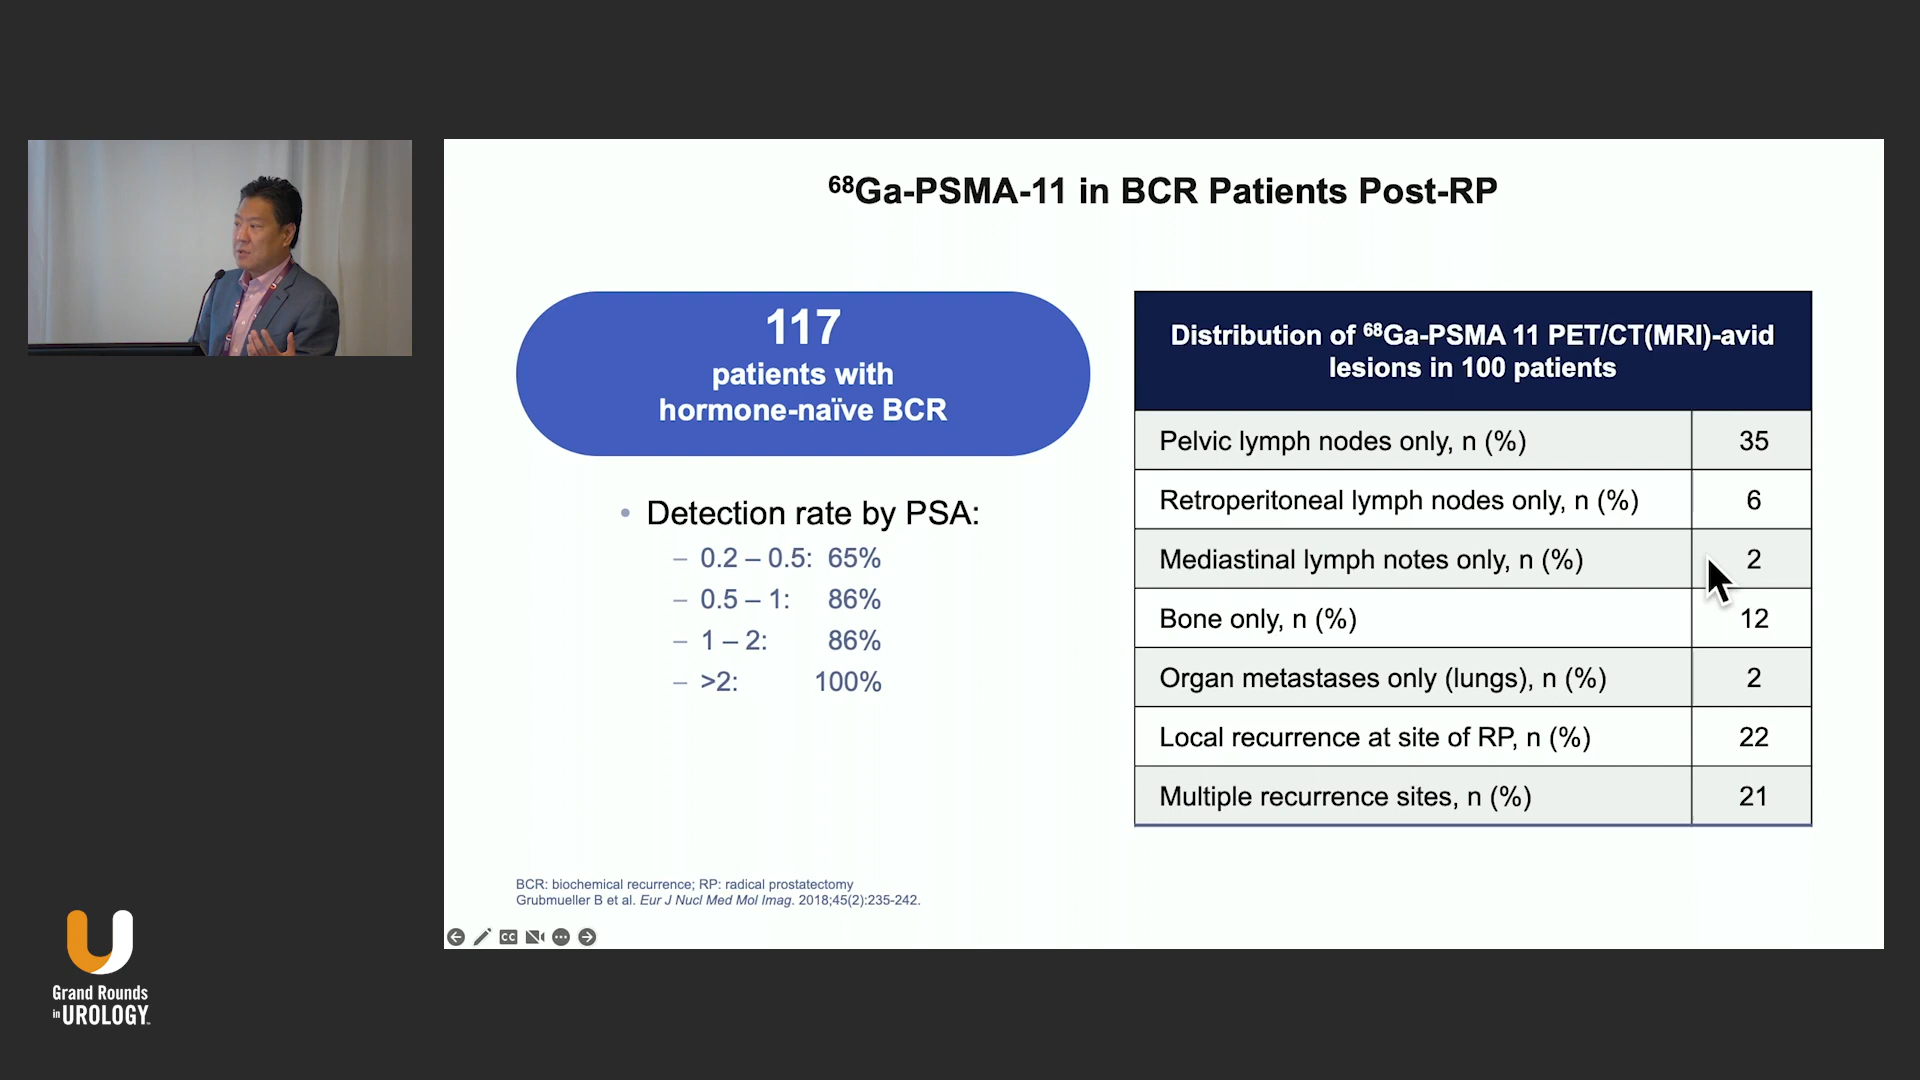 ⁶⁸Ga-PSMA-11 in BCR Patients Post-RP
117
patients with
hormone-naïve BCR
• Detection rate by PSA:
– 0.2 – 0.5: 65%
– 0.5 – 1: 86%
– 1 – 2: 86%
– >2: 100%
Distribution of ⁶⁸Ga-PSMA 11 PET/CT(MRI)-avid
lesions in 100 patients
Pelvic lymph nodes only, n (%) 35
Retroperitoneal lymph nodes only, n (%) 6
Mediastinal lymph notes only, n (%) 2
Bone only, n (%) 12
Organ metastases only (lungs), n (%) 2
Local recurrence at site of RP, n (%) 22
Multiple recurrence sites, n (%) 21
BCR: biochemical recurrence; RP: radical prostatectomy
Grubmueller B et al. Eur J Nucl Med Mol Imag. 2018;45(2):235-242.
CC
Grand Rounds
in UROLOGY